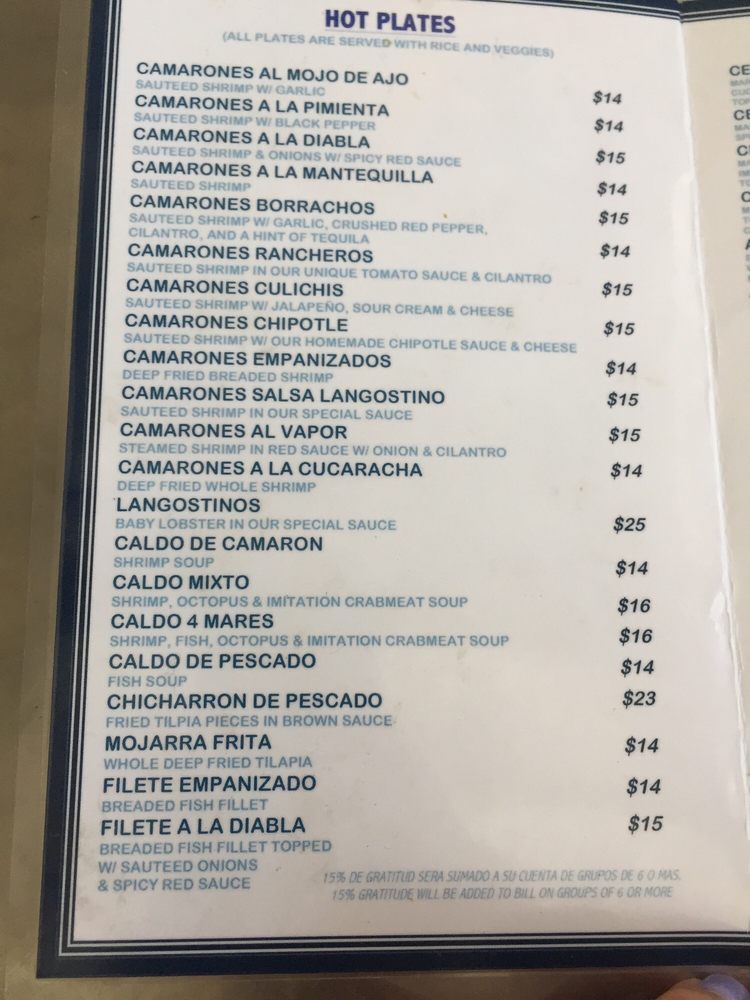 HOT PLATES
(ALL PLATES ARE SERVED WITH RICE AND VEGGIES)
CAMARONES AL MOJO DE AJO $14
SAUTEED SHRIMP W/ GARLIC
CAMARONES A LA PIMIENTA $14
SAUTEED SHRIMP W/ BLACK PEPPER
CAMARONES A LA DIABLA $15
SAUTEED SHRIMP & ONIONS W/ SPICY RED SAUCE
CAMARONES A LA MANTEQUILLA $14
SAUTEED SHRIMP
CAMARONES BORRACHOS $15
SAUTEED SHRIMP W/ GARLIC, CRUSHED RED PEPPER,
CILANTRO, AND A HINT OF TEQUILA
CAMARONES RANCHEROS $14
SAUTEED SHRIMP IN OUR UNIQUE TOMATO SAUCE & CILANTRO
CAMARONES CULICHIS $15
SAUTEED SHRIMP W/ JALAPEÑO, SOUR CREAM & CHEESE
CAMARONES CHIPOTLE $15
SAUTEED SHRIMP W/ OUR HOMEMADE CHIPOTLE SAUCE & CHEESE
CAMARONES EMPANIZADOS $14
DEEP FRIED BREADED SHRIMP
CAMARONES SALSA LANGOSTINO $15
SAUTEED SHRIMP IN OUR SPECIAL SAUCE
CAMARONES AL VAPOR $15
STEAMED SHRIMP IN RED SAUCE W/ ONION & CILANTRO
CAMARONES A LA CUCARACHA $14
DEEP FRIED WHOLE SHRIMP
LANGOSTINOS $25
BABY LOBSTER IN OUR SPECIAL SAUCE
CALDO DE CAMARON $14
SHRIMP SOUP
CALDO MIXTO $16
SHRIMP, OCTOPUS & IMITATION CRABMEAT SOUP
CALDO 4 MARES $16
SHRIMP, FISH, OCTOPUS & IMITATION CRABMEAT SOUP
CALDO DE PESCADO $14
FISH SOUP
CHICHARRON DE PESCADO $23
FRIED TILPIA PIECES IN BROWN SAUCE
MOJARRA FRITA $14
WHOLE DEEP FRIED TILAPIA
FILETE EMPANIZADO $14
BREADED FISH FILLET
FILETE A LA DIABLA $15
BREADED FISH FILLET TOPPED
W/ SAUTEED ONIONS
& SPICY RED SAUCE
15% DE GRATITUD SERA SUMADO A SU CUENTA DE GRUPOS DE 6 O MAS.
15% GRATITUDE WILL BE ADDED TO BILL ON GROUPS OF 6 OR MORE